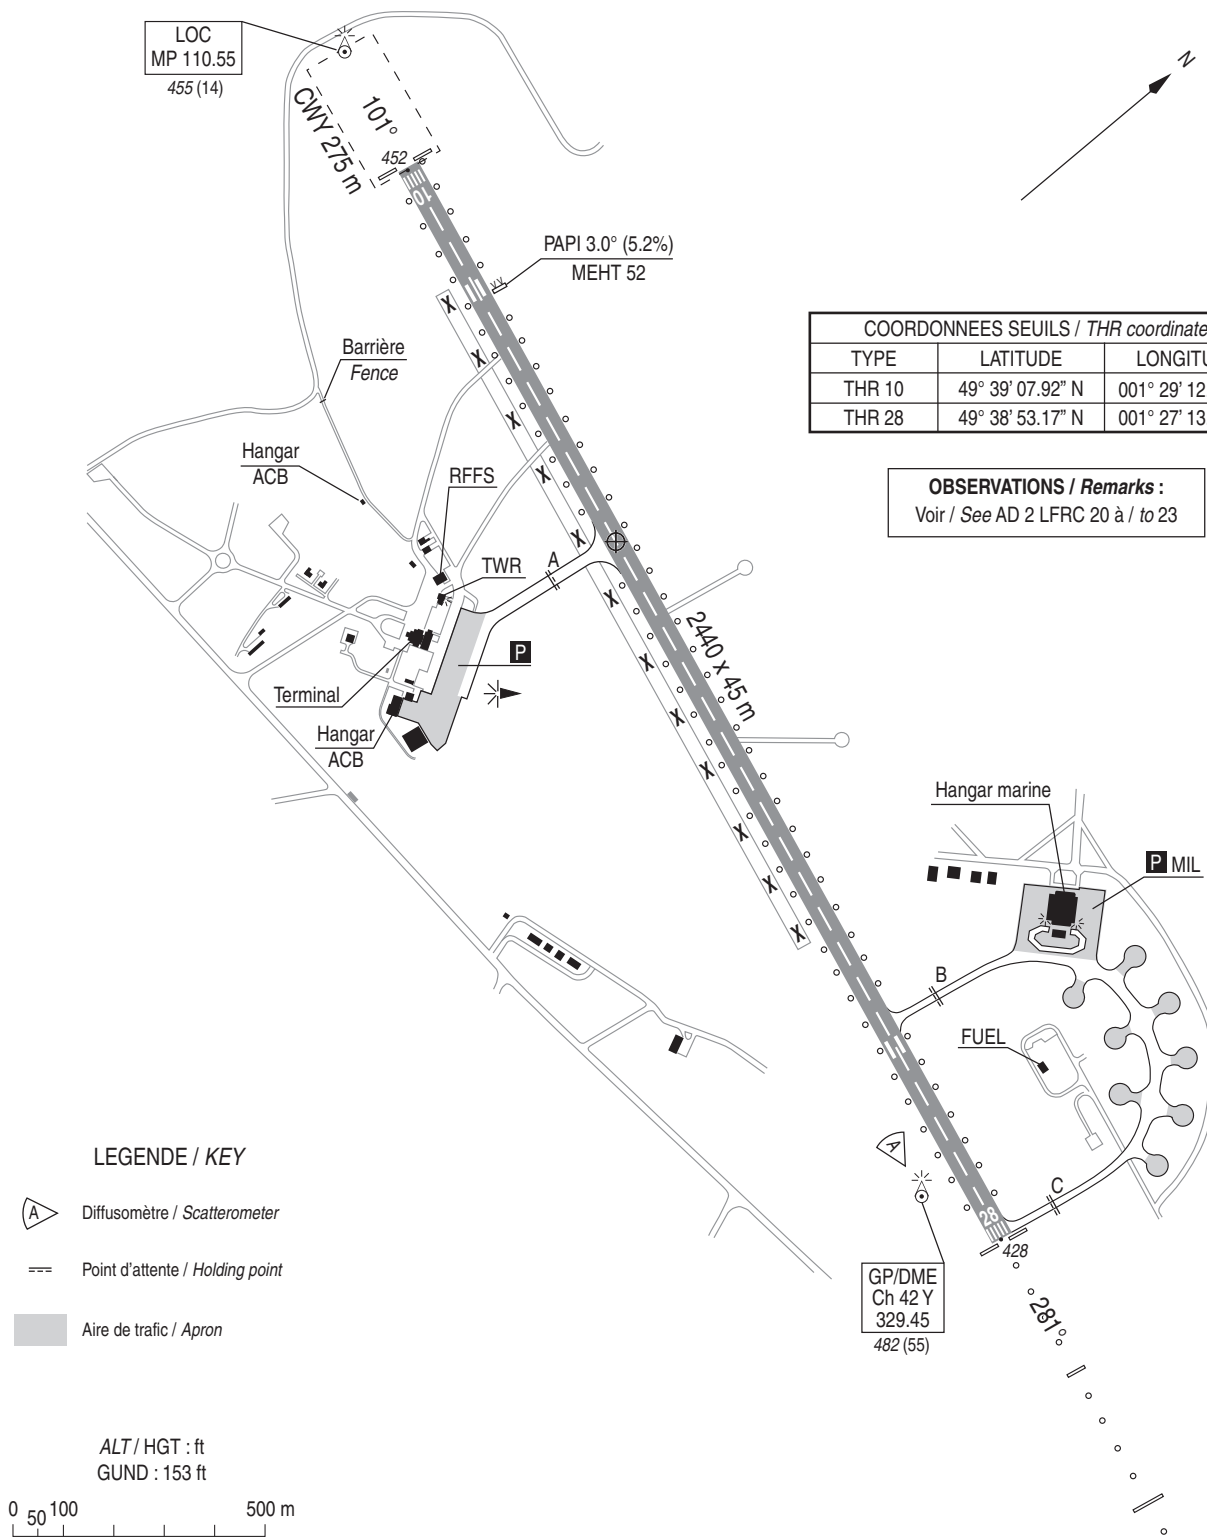 LOC
MP 110.55
455 (14)
N
101°
CWY 275 m
452
10
PAPI 3.0° (5.2%)
MEHT 52
COORDONNEES SEUILS / THR coordinate
TYPE LATITUDE LONGITU
THR 10 49° 39’ 07.92” N 001° 29’ 12
THR 28 49° 38’ 53.17” N 001° 27’ 13
OBSERVATIONS / Remarks :
Voir / See AD 2 LFRC 20 à / to 23
Barrière
Fence
Hangar
ACB
RFFS
TWR
A
P
Terminal
Hangar
ACB
2440 x 45 m
X
X
X
X
X
X
X
X
X
X
X
X
Hangar marine
P MIL
B
FUEL
A
C
28
428
GP/DME
Ch 42 Y
329.45
482 (55)
281°
LEGENDE / KEY
A Diffusomètre / Scatterometer
Point d'attente / Holding point
Aire de trafic / Apron
ALT / HGT : ft
GUND : 153 ft
0 50 100 500 m